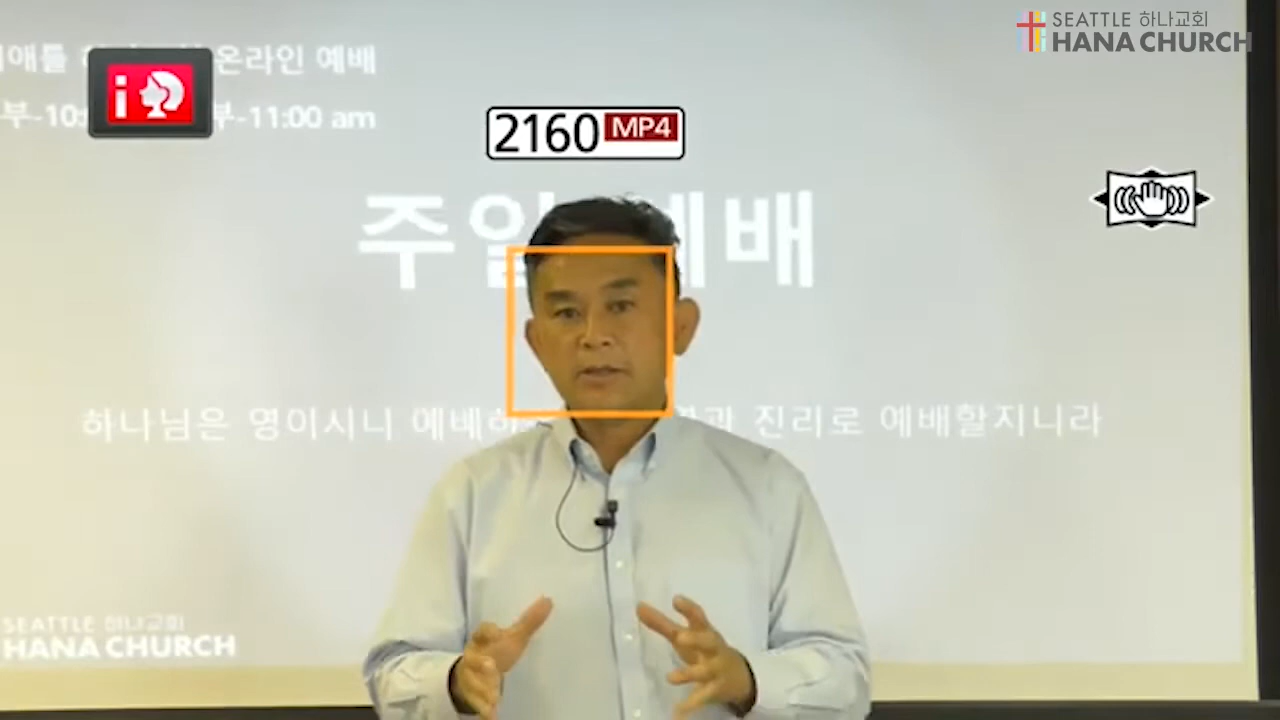 SEATTLE 하나교회
HANA CHURCH
온라인 예배
부-11:00 am
2160 MP4
i
주일 예배
하나님은 영이시니 진리로 예배할지니라
SEATTLE 하나교회
HANA CHURCH